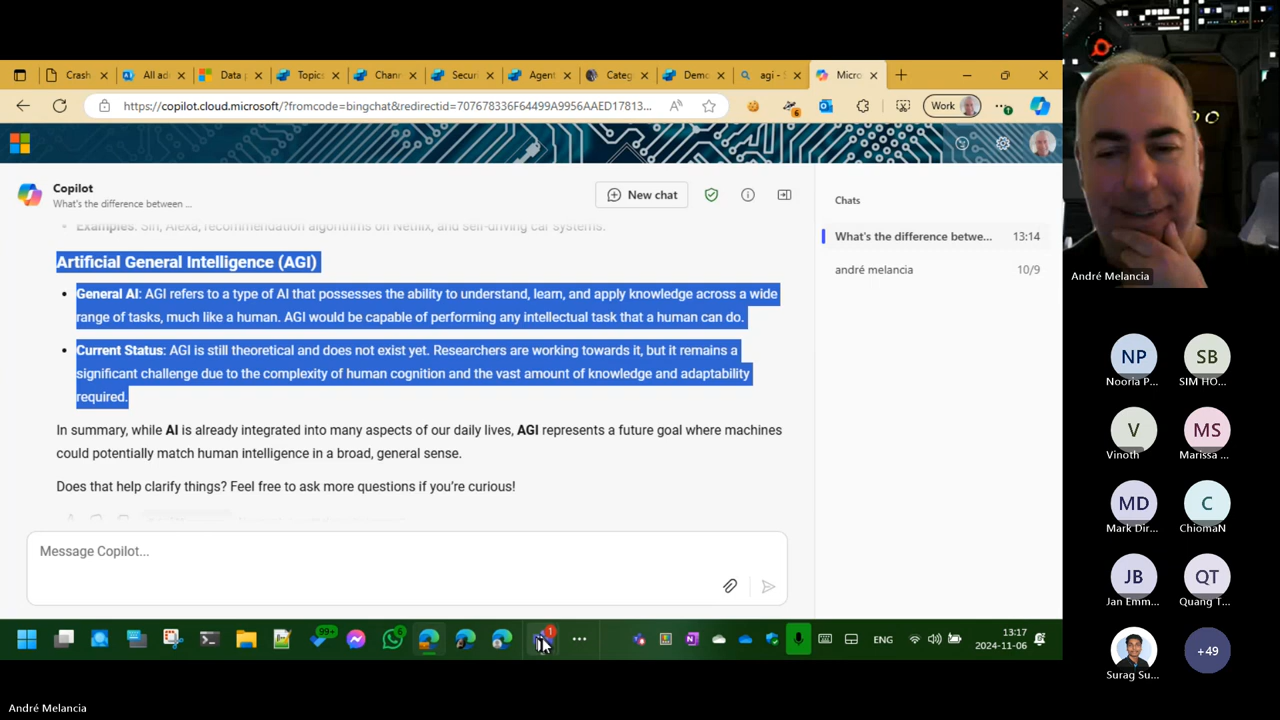 Crash
All ad
Data
Topics
Chann
Securi
Agent
Categ
Demo
agi -
Micro
https://copilot.cloud.microsoft/?fromcode=bingchat&redirectid=707678336F64499A9956AAED17813...
Work
Copilot
What's the difference between ...
New chat
Examples: Siri, Alexa, recommendation algorithms on Netflix, and self-driving car systems.
Artificial General Intelligence (AGI)
• General AI: AGI refers to a type of AI that possesses the ability to understand, learn, and apply knowledge across a wide
range of tasks, much like a human. AGI would be capable of performing any intellectual task that a human can do.
• Current Status: AGI is still theoretical and does not exist yet. Researchers are working towards it, but it remains a
significant challenge due to the complexity of human cognition and the vast amount of knowledge and adaptability
required.
In summary, while AI is already integrated into many aspects of our daily lives, AGI represents a future goal where machines
could potentially match human intelligence in a broad, general sense.
Does that help clarify things? Feel free to ask more questions if you're curious!
Message Copilot...
Chats
What's the difference betwe... 13:14
andré melancia 10/9
99+
6
1
ENG
13:17
2024-11-06
André Melancia
NP
Nooria P...
SB
SIM HO...
V
Vinoth
MS
Marissa ...
MD
Mark Dir...
C
ChiomaN
JB
Jan Emm...
QT
Quang T...
Surag Su...
+49
André Melancia